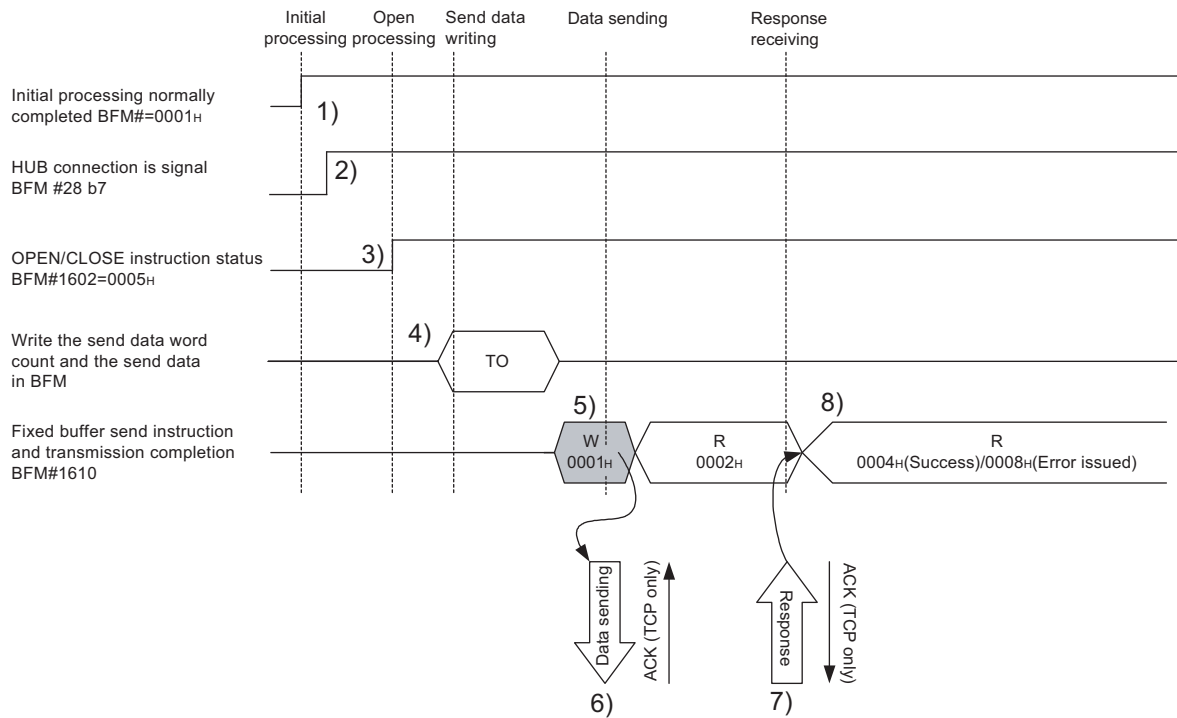 Initial
processing
Open
processing
Send data
writing
Data sending
Response
receiving
Initial processing normally
completed BFM#=0001H
1)
HUB connection is signal
BFM #28 b7
2)
OPEN/CLOSE instruction status
BFM#1602=0005H
3)
Write the send data word
count and the send data
in BFM
4)
TO
Fixed buffer send instruction
and transmission completion
BFM#1610
5)
W
0001H
R
0002H
8)
R
0004H(Success)/0008H(Error issued)
Data sending
ACK (TCP only)
6)
Response
ACK (TCP only)
7)